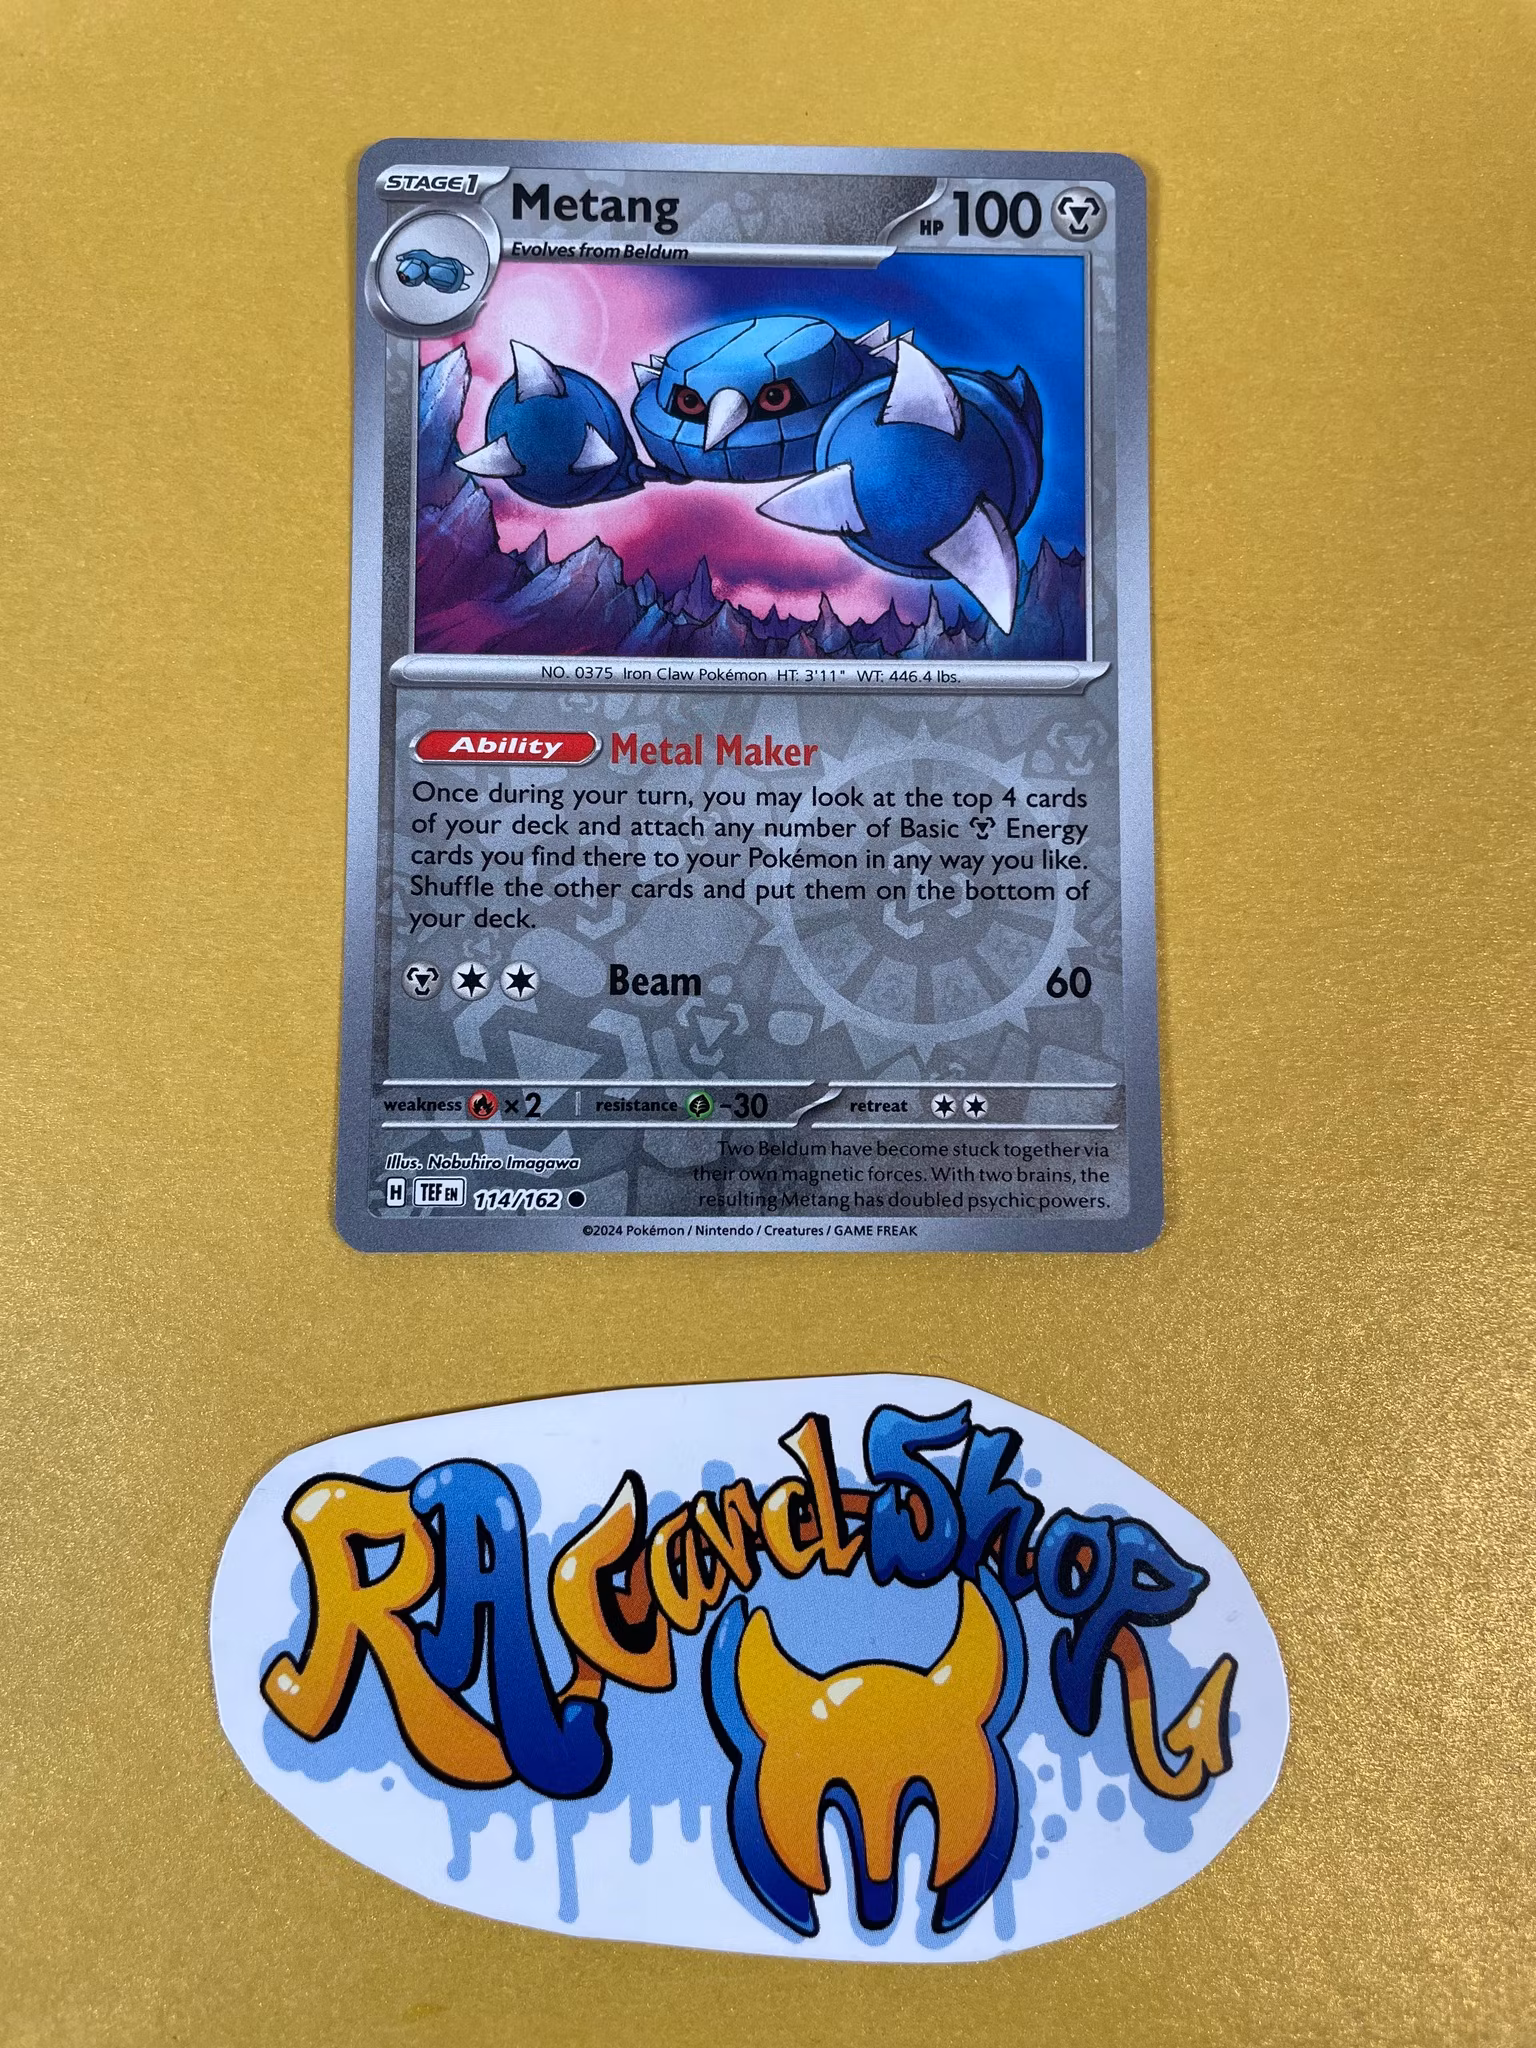 STAGE1
Metang
HP 100
Evolves from Beldum
NO. 0375 Iron Claw Pokémon HT: 3'11" WT: 446.4 lbs.
Ability Metal Maker
Once during your turn, you may look at the top 4 cards
of your deck and attach any number of Basic Energy
cards you find there to your Pokémon in any way you like.
Shuffle the other cards and put them on the bottom of
your deck.
Beam 60
weakness ×2 resistance -30 retreat
Illus. Nobuhiro Imagawa
Two Beldum have become stuck together via
their own magnetic forces. With two brains, the
resulting Metang has doubled psychic powers.
H TEF EN 114/162
©2024 Pokémon / Nintendo / Creatures / GAME FREAK
RA CardShop